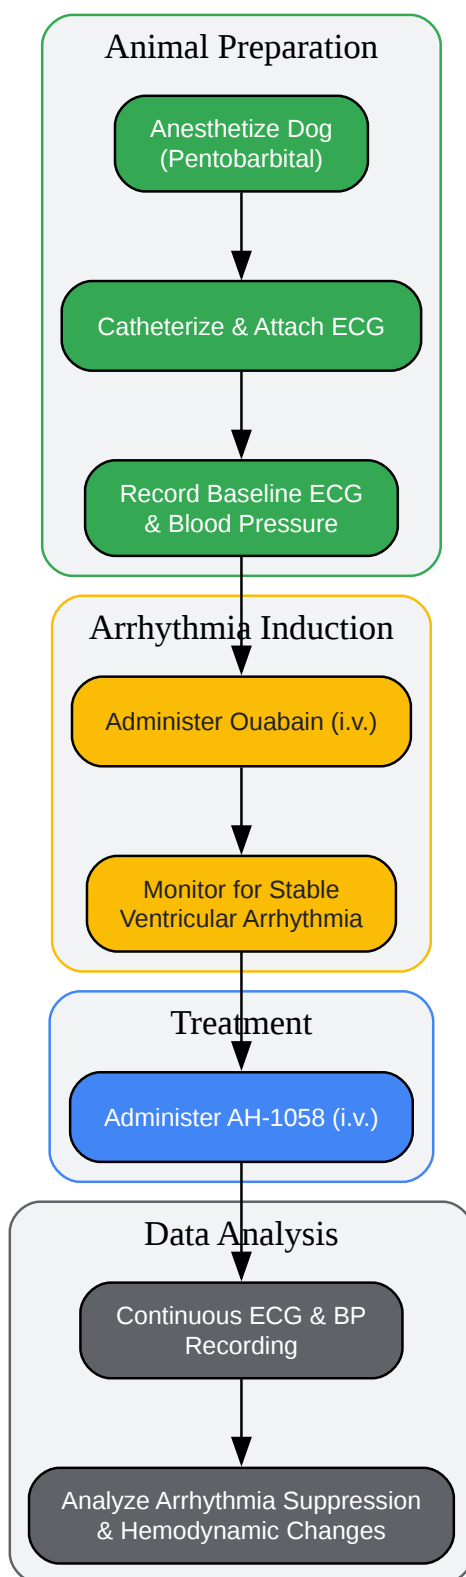 Animal Preparation
Anesthetize Dog
(Pentobarbital)
Catheterize & Attach ECG
Record Baseline ECG
& Blood Pressure
Arrhythmia Induction
Administer Ouabain (i.v.)
Monitor for Stable
Ventricular Arrhythmia
Treatment
Administer AH-1058 (i.v.)
Data Analysis
Continuous ECG & BP
Recording
Analyze Arrhythmia Suppression
& Hemodynamic Changes